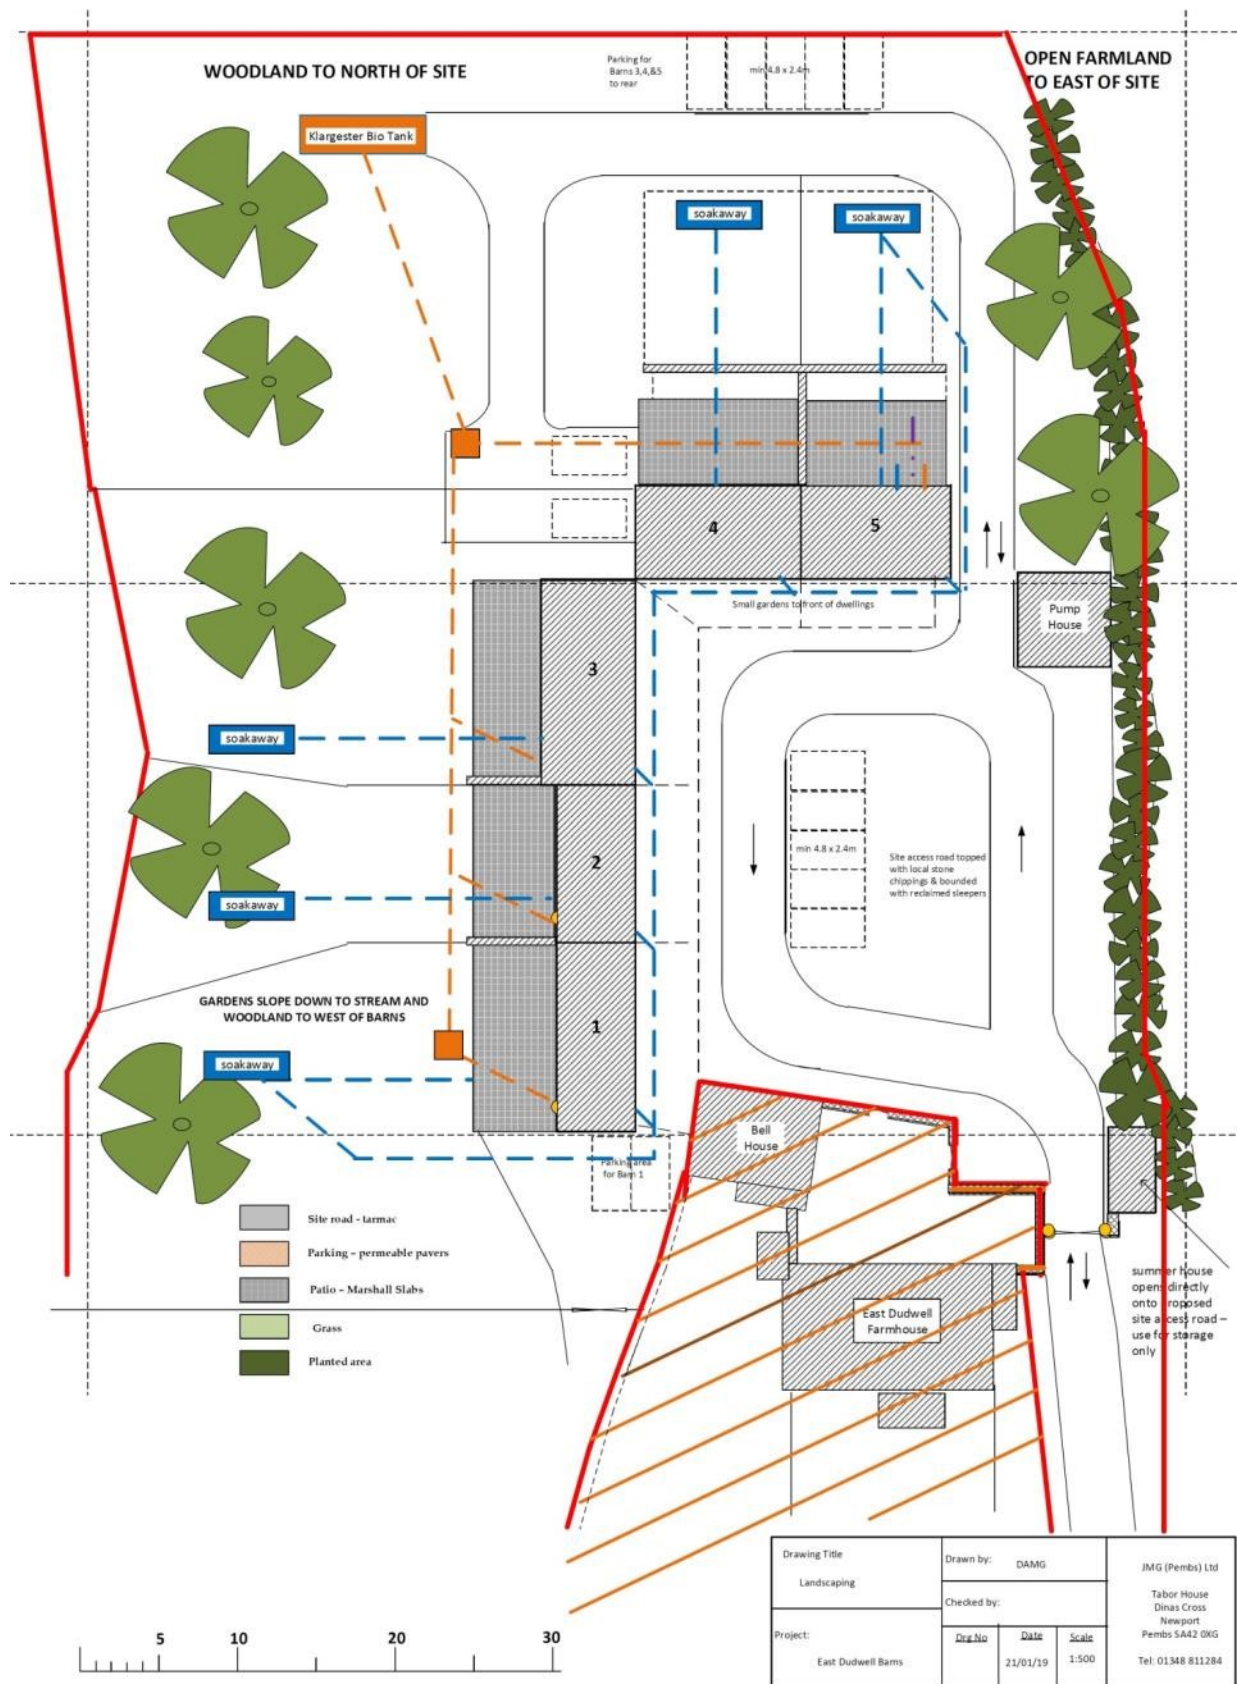 WOODLAND TO NORTH OF SITE
Parking for
Barns 3,4,&5
to rear
min 4.8 x 2.4m
OPEN FARMLAND
TO EAST OF SITE
Klargester Bio Tank
soakaway
soakaway
4
5
Small gardens to front of dwellings
Pump
House
3
soakaway
2
min 4.8 x 2.4m
Site access road topped
with local stone
chippings & bounded
with reclaimed sleepers
soakaway
GARDENS SLOPE DOWN TO STREAM AND
WOODLAND TO WEST OF BARNS
1
soakaway
Bell
House
Parking area
for Barn 1
Site road - tarmac
Parking – permeable pavers
Patio – Marshall Slabs
Grass
Planted area
East Dudwell
Farmhouse
summer house
opens directly
onto proposed
site access road –
use for storage
only
5
10
20
30
Drawing Title
Landscaping
Project:
East Dudwell Barns
Drawn by:
DAMG
Checked by:
Drg No
Date
21/01/19
Scale
1:500
JMG (Pembs) Ltd
Tabor House
Dinas Cross
Newport
Pembs SA42 0XG
Tel: 01348 811284